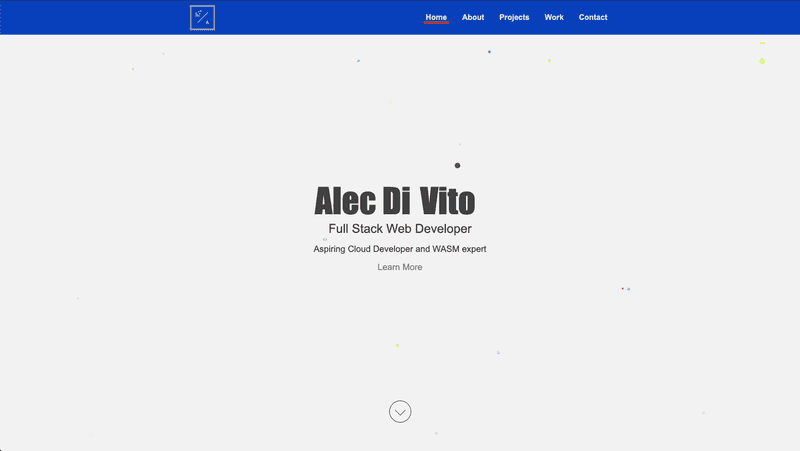 Home About Projects Work Contact
Alec Di Vito
Full Stack Web Developer
Aspiring Cloud Developer and WASM expert
Learn More